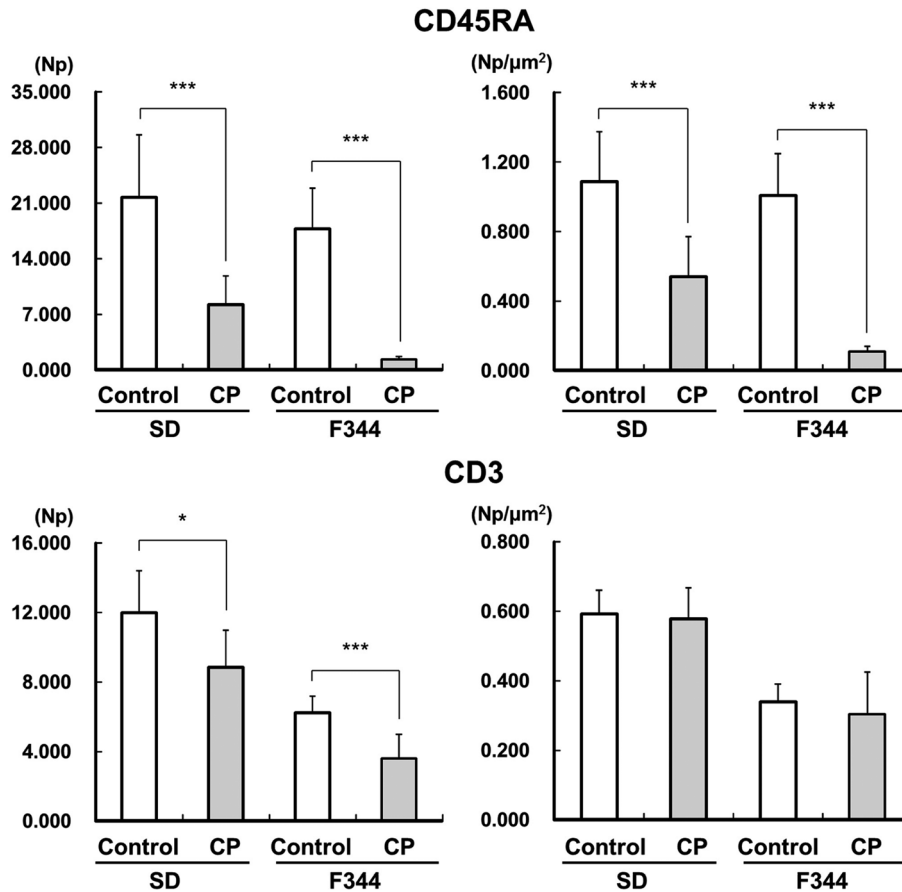 CD45RA
(Np)
35.000
28.000
21.000
14.000
7.000
0.000
***
***
Control CP Control CP
SD F344
(Np/µm²)
1.600
1.200
0.800
0.400
0.000
***
***
Control CP Control CP
SD F344
CD3
(Np)
16.000
12.000
8.000
4.000
0.000
*
***
Control CP Control CP
SD F344
(Np/µm²)
0.800
0.600
0.400
0.200
0.000
Control CP Control CP
SD F344